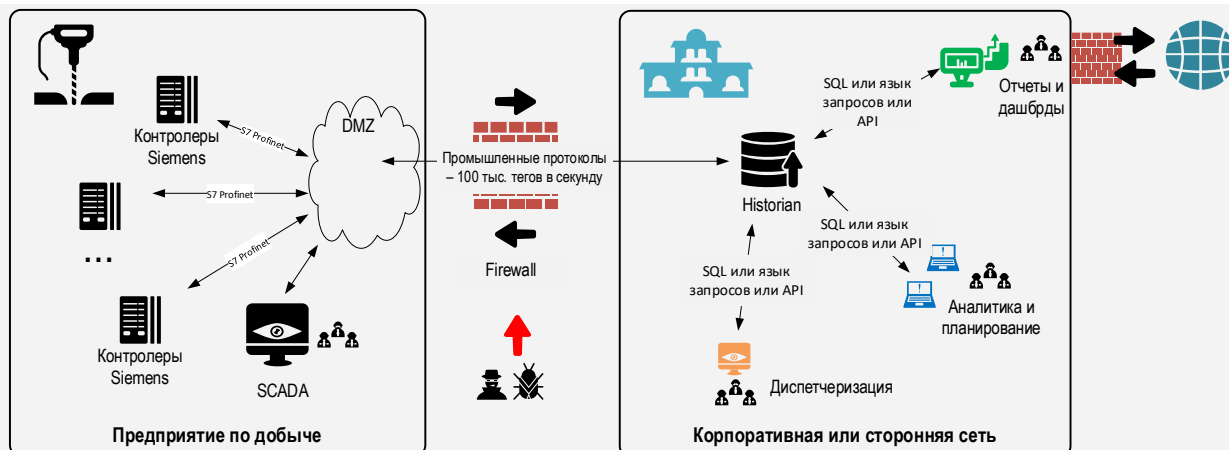 Контролеры
Siemens
S7 Profinet
DMZ
S7 Profinet
...
S7 Profinet
Контролеры
Siemens
SCADA
Предприятие по добыче
Промышленные протоколы
– 100 тыс. тегов в секунду
Firewall
SQL или язык
запросов или
API
Отчеты и
дашбрды
Historian
SQL или язык
запросов или API
SQL или язык
запросов или API
Аналитика и
планирование
Диспетчеризация
Корпоративная или сторонняя сеть